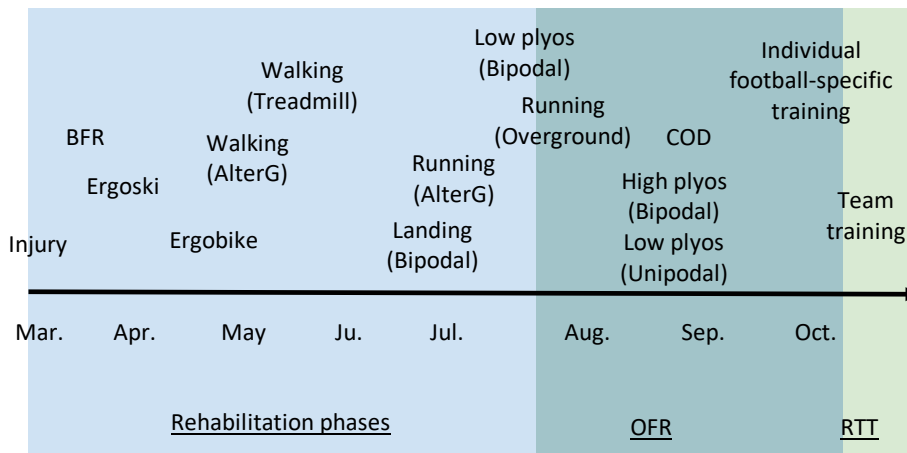 Low plyos
(Bipodal)
Individual
football-specific
training
Walking
(Treadmill)
Running
(Overground)
BFR
Walking
(AlterG)
COD
Running
(AlterG)
Ergoski
High plyos
(Bipodal)
Team
training
Injury
Ergobike
Landing
(Bipodal)
Low plyos
(Unipodal)
Mar. Apr. May Ju. Jul. Aug. Sep. Oct.
Rehabilitation phases OFR RTT